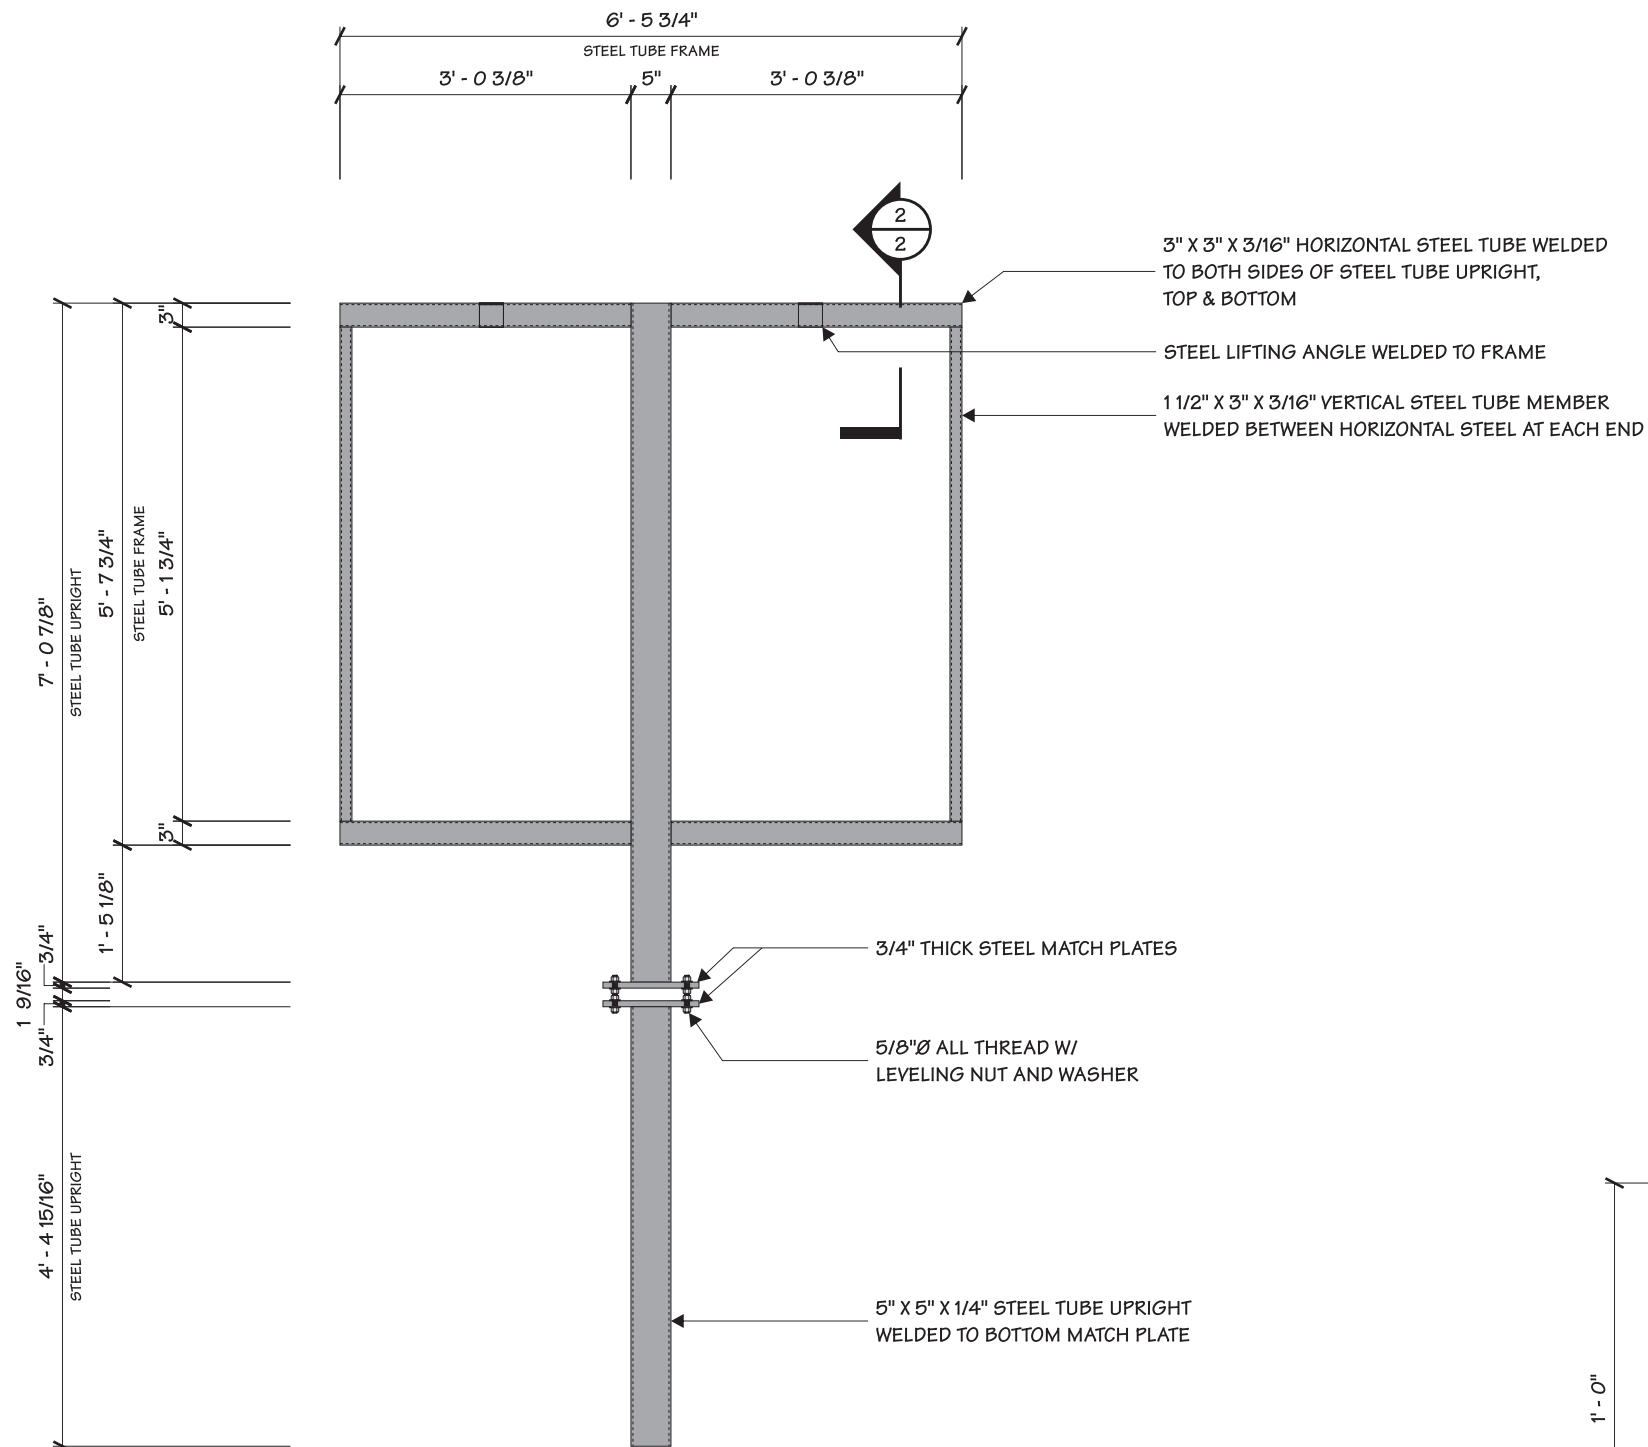 6' - 5 3/4"
STEEL TUBE FRAME
3' - 0 3/8"
5"
3' - 0 3/8"
2
2
3" X 3" X 3/16" HORIZONTAL STEEL TUBE WELDED
TO BOTH SIDES OF STEEL TUBE UPRIGHT,
TOP & BOTTOM
STEEL LIFTING ANGLE WELDED TO FRAME
1 1/2" X 3" X 3/16" VERTICAL STEEL TUBE MEMBER
WELDED BETWEEN HORIZONTAL STEEL AT EACH END
3"
7' - 0 7/8"
STEEL TUBE UPRIGHT
5' - 7 3/4"
STEEL TUBE FRAME
5' - 1 3/4"
3"
1' - 5 1/8"
3/4"
1 9/16"
3/4"
3/4" THICK STEEL MATCH PLATES
5/8"Ø ALL THREAD W/
LEVELING NUT AND WASHER
4' - 4 15/16"
STEEL TUBE UPRIGHT
5" X 5" X 1/4" STEEL TUBE UPRIGHT
WELDED TO BOTTOM MATCH PLATE
1' - 0"